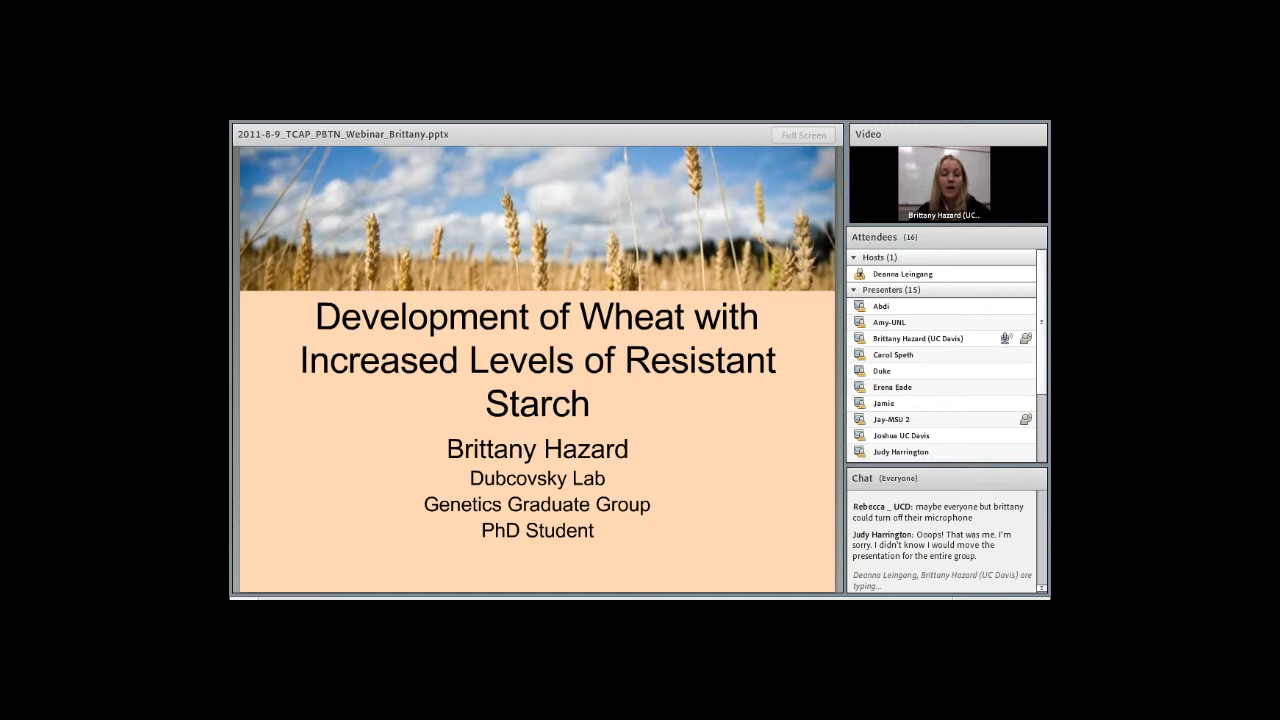 2011-8-9_TCAP_PBTN_Webinar_Brittany.pptx
Full Screen
Development of Wheat with
Increased Levels of Resistant
Starch
Brittany Hazard
Dubcovsky Lab
Genetics Graduate Group
PhD Student
Video
Brittany Hazard (UC...
Attendees (16)
Hosts (1)
Deanna Leingang
Presenters (15)
Abdi
Amy-UNL
Brittany Hazard (UC Davis)
Carol Speth
Duke
Erena Eade
Jamie
Jay-MSU 2
Joshua UC Davis
Judy Harrington
Chat (Everyone)
Rebecca _ UCD: maybe everyone but brittany
could turn off their microphone
Judy Harrington: Ooops! That was me. I'm
sorry. I didn't know I would move the
presentation for the entire group.
Deanna Leingang, Brittany Hazard (UC Davis) are
typing...